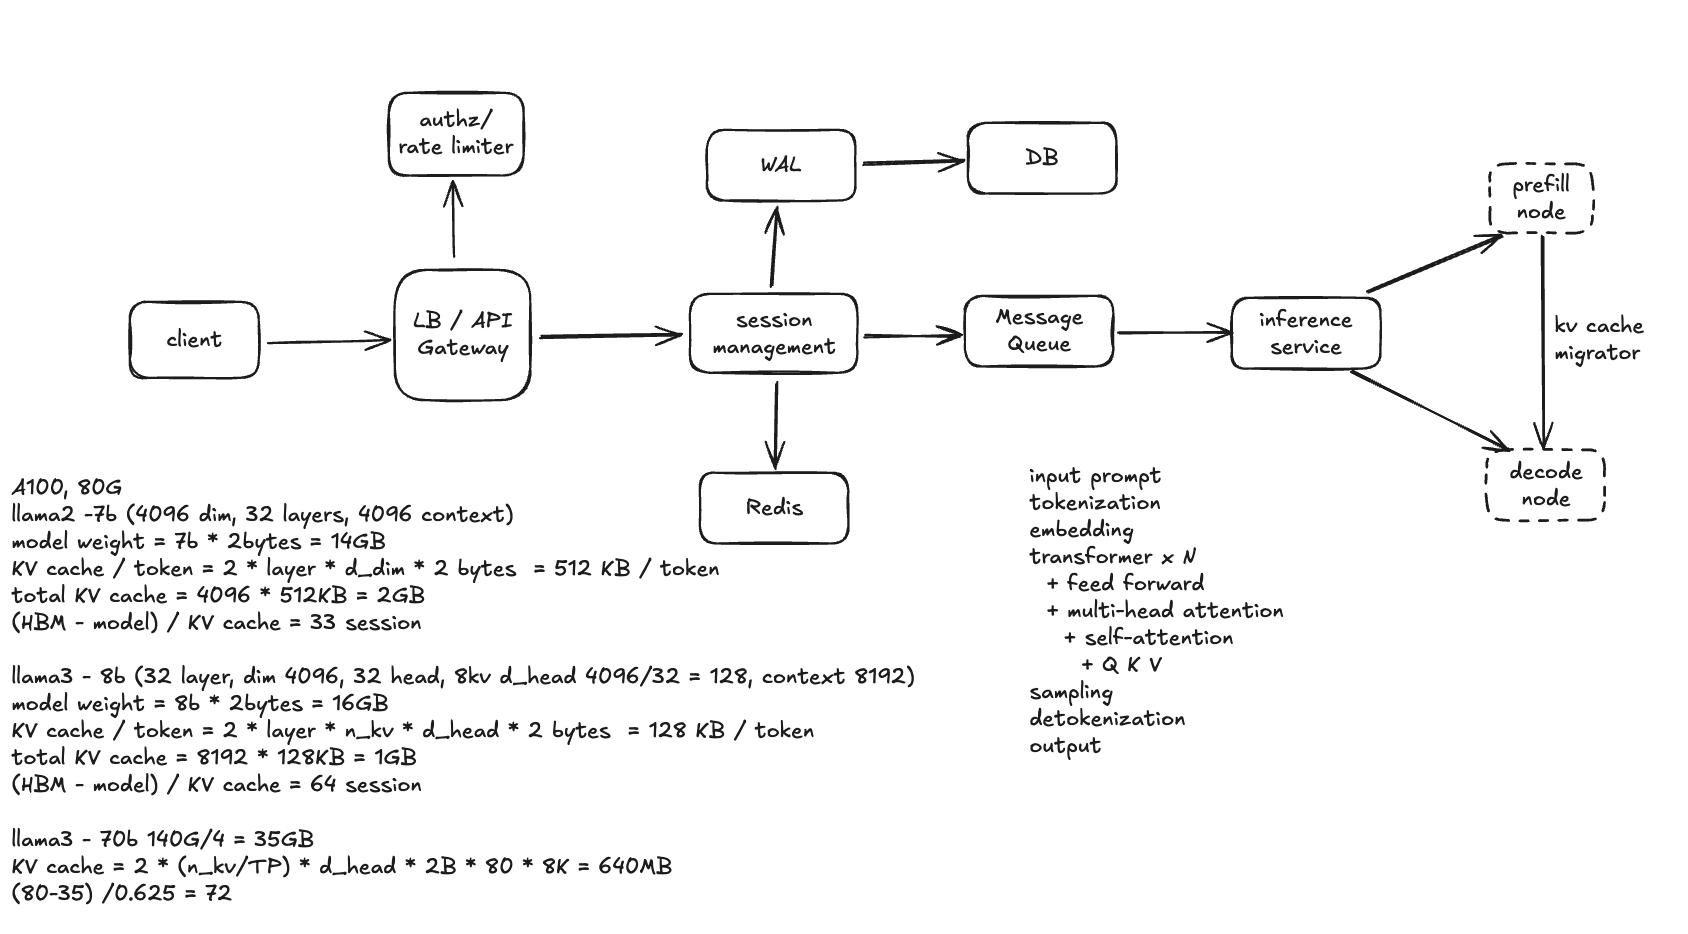 authz/
rate limiter
WAL
DB
prefill
node
client
LB / API
Gateway
session
management
Message
Queue
inference
service
kv cache
migrator
Redis
decode
node
A100, 80G
llama2 -7b (4096 dim, 32 layers, 4096 context)
model weight = 7b * 2bytes = 14GB
KV cache / token = 2 * layer * d_dim * 2 bytes = 512 KB / token
total KV cache = 4096 * 512KB = 2GB
(HBM - model) / KV cache = 33 session
llama3 - 8b (32 layer, dim 4096, 32 head, 8kv d_head 4096/32 = 128, context 8192)
model weight = 8b * 2bytes = 16GB
KV cache / token = 2 * layer * n_kv * d_head * 2 bytes = 128 KB / token
total KV cache = 8192 * 128KB = 1GB
(HBM - model) / KV cache = 64 session
llama3 - 70b 140G/4 = 35GB
KV cache = 2 * (n_kv/TP) * d_head * 2B * 80 * 8K = 640MB
(80-35) /0.625 = 72
input prompt
tokenization
embedding
transformer x N
+ feed forward
+ multi-head attention
+ self-attention
+ Q K V
sampling
detokenization
output